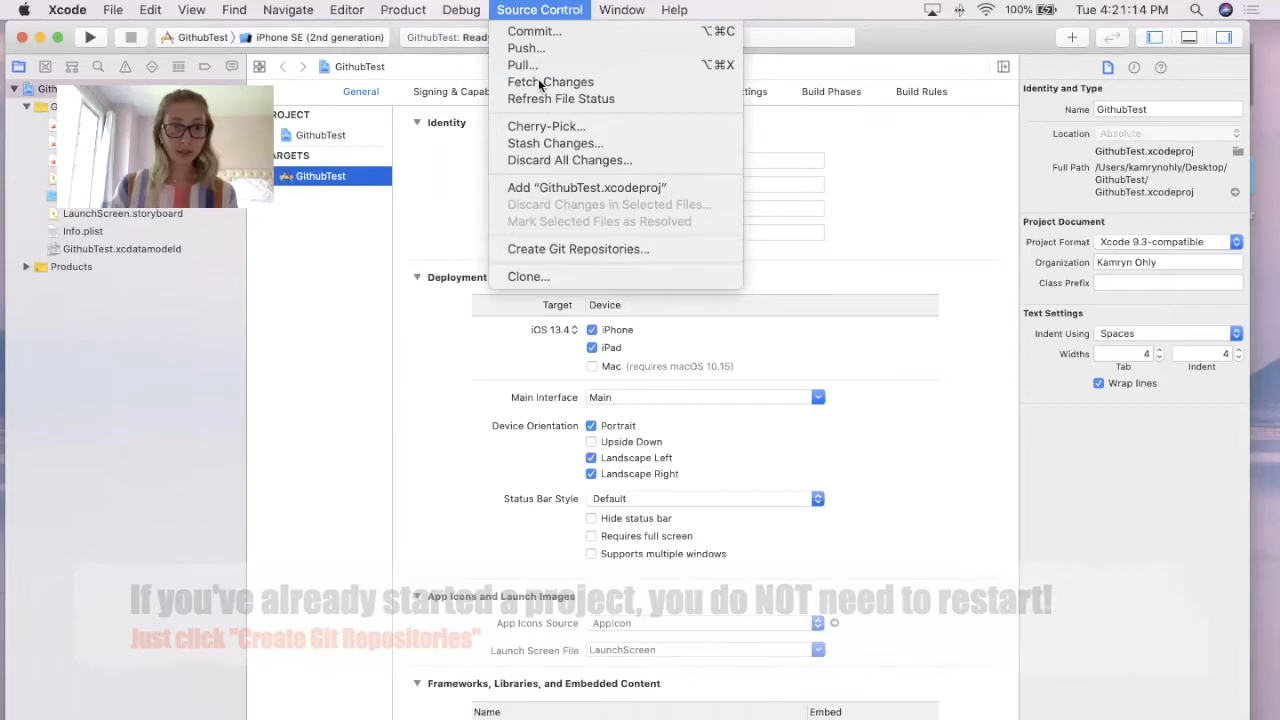 Xcode File Edit View Find Navigate Editor Product Debug Source Control Window Help 100% Tue 4:21:14 PM
GithubTest iPhone SE (2nd generation) GithubTest: Read
GithubTest
General Signing & Capab ttings Build Phases Build Rules
Commit... ⌥⌘C
Push...
Pull... ⌥⌘X
Fetch Changes
Refresh File Status
Cherry-Pick...
Stash Changes...
Discard All Changes...
Add “GithubTest.xcodeproj”
Discard Changes in Selected Files...
Mark Selected Files as Resolved
Create Git Repositories...
Clone...
LaunchScreen.storyboard
Info.plist
GithubTest.xcdatamodeld
Products
ROJECT
GithubTest
ARGETS
GithubTest
Identity
Deployment
Target Device
iOS 13.4 iPhone
iPad
Mac (requires macOS 10.15)
Main Interface Main
Device Orientation Portrait
Upside Down
Landscape Left
Landscape Right
Status Bar Style Default
Hide status bar
Requires full screen
Supports multiple windows
If you've already started a project, you do NOT need to restart!
Just click "Create Git Repositories"
App Icons and Launch Images
App Icons Source AppIcon
Launch Screen File LaunchScreen
Frameworks, Libraries, and Embedded Content
Name Embed
Identity and Type
Name GithubTest
Location Absolute
GithubTest.xcodeproj
Full Path /Users/kamrynohly/Desktop/
GithubTest/
GithubTest.xcodeproj
Project Document
Project Format Xcode 9.3-compatible
Organization Kamryn Ohly
Class Prefix
Text Settings
Indent Using Spaces
Widths 4 4
Tab Indent
Wrap lines